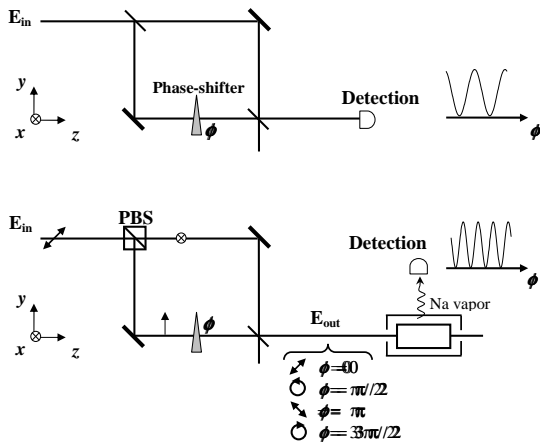 E_in
Phase-shifter
y
Detection
x z
ϕ
ϕ
PBS
E_in
Detection
y
ϕ
Na vapor
ϕ
E_out
x z
ϕ=0
ϕ=π/2
ϕ=π
ϕ=3π/2